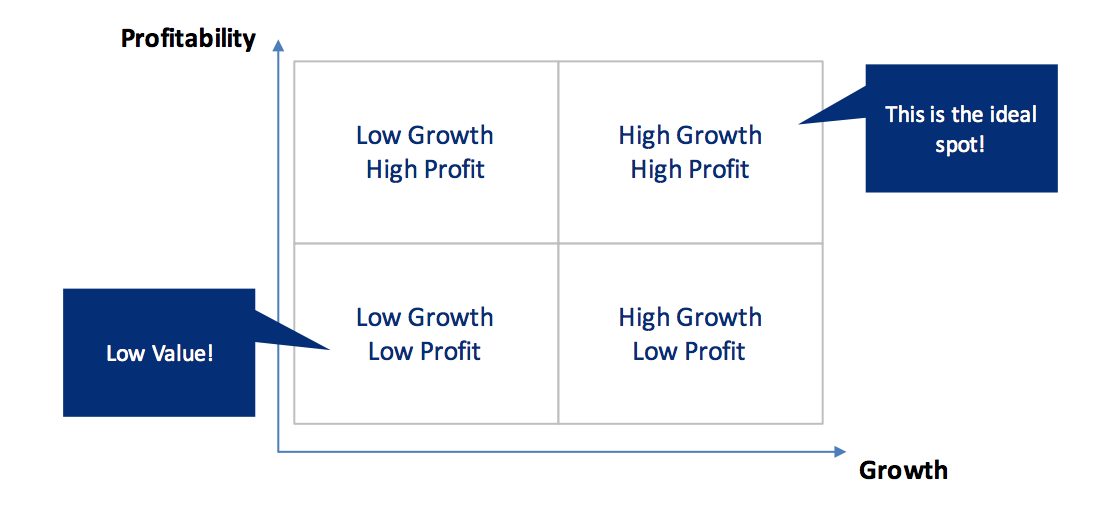 Profitability
Low Growth
High Profit
High Growth
High Profit
This is the ideal
spot!
Low Value!
Low Growth
Low Profit
High Growth
Low Profit
Growth